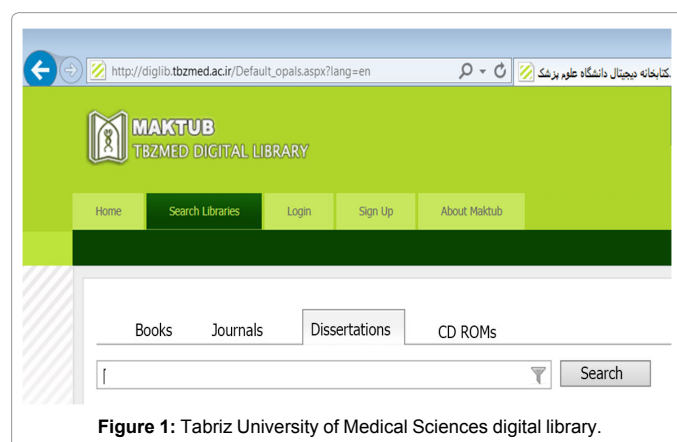 http://diglib.tbzmed.ac.ir/Default_opals.aspx?lang=en
کتابخانه دیجیتال دانشگاه علوم پزشک
MAKTUB
TBZMED DIGITAL LIBRARY
Home Search Libraries Login Sign Up About Maktub
Books Journals Dissertations CD ROMs
Search
Figure 1: Tabriz University of Medical Sciences digital library.